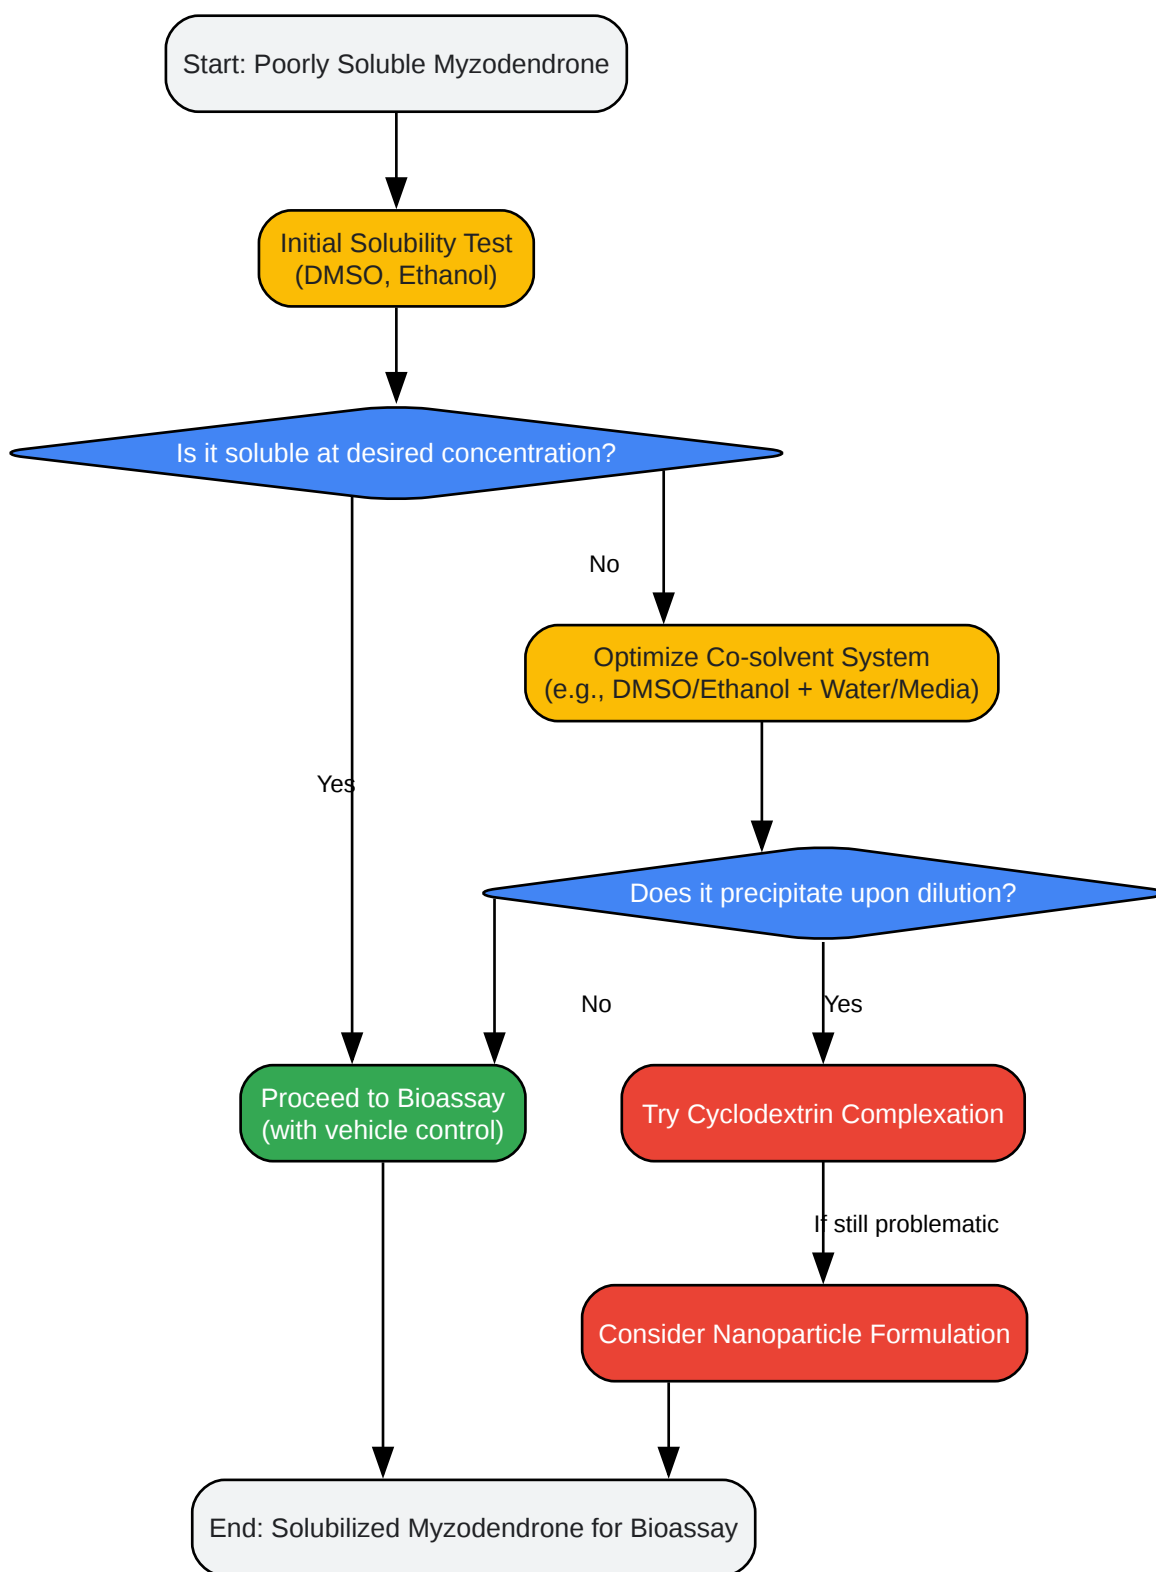 Start: Poorly Soluble Myzodendrone
Initial Solubility Test
(DMSO, Ethanol)
Is it soluble at desired concentration?
No
Optimize Co-solvent System
(e.g., DMSO/Ethanol + Water/Media)
Yes
Does it precipitate upon dilution?
No
Yes
Proceed to Bioassay
(with vehicle control)
Try Cyclodextrin Complexation
If still problematic
Consider Nanoparticle Formulation
End: Solubilized Myzodendrone for Bioassay